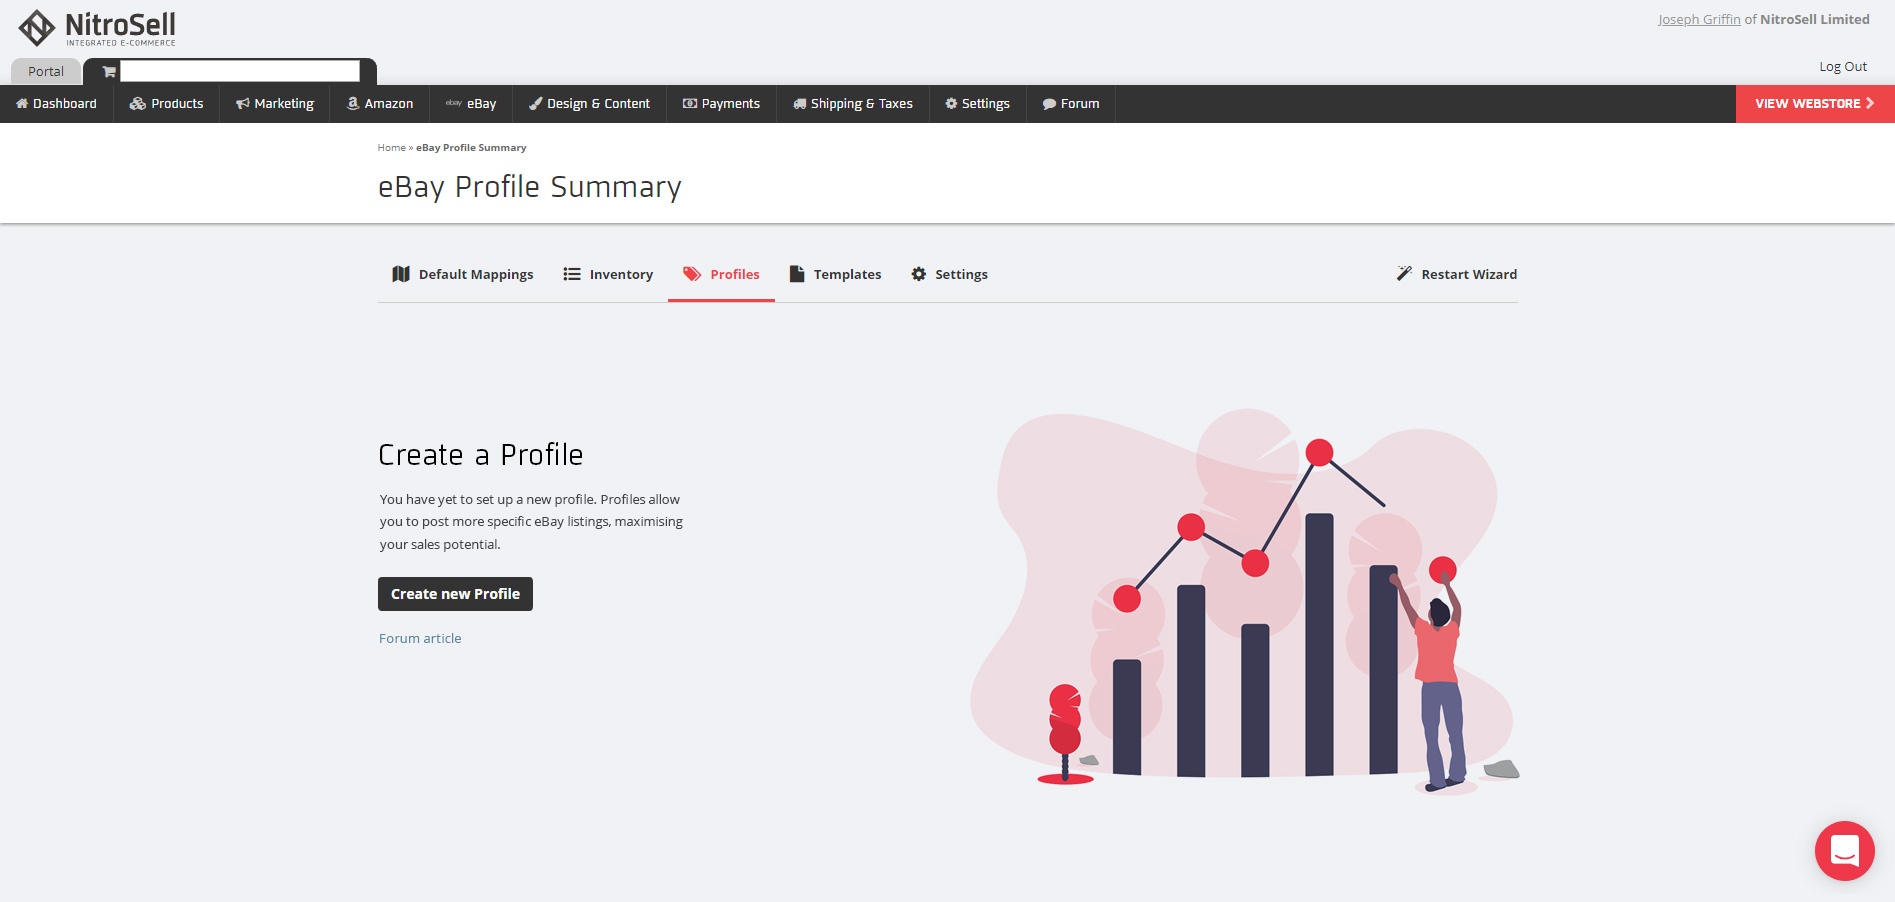 NitroSell
INTEGRATED E-COMMERCE
Joseph Griffin of NitroSell Limited
Portal
Log Out
Dashboard Products Marketing Amazon ebay eBay Design & Content Payments Shipping & Taxes Settings Forum VIEW WEBSTORE
Home » eBay Profile Summary
eBay Profile Summary
Default Mappings Inventory Profiles Templates Settings Restart Wizard
Create a Profile
You have yet to set up a new profile. Profiles allow
you to post more specific eBay listings, maximising
your sales potential.
Create new Profile
Forum article